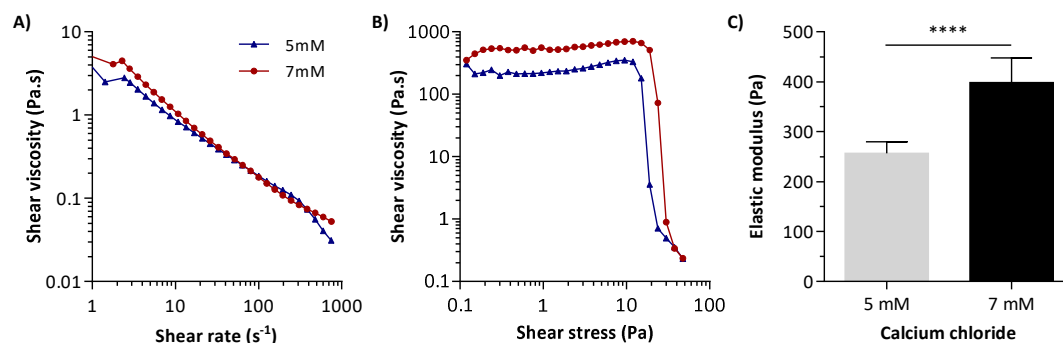 A)
Shear viscosity (Pa.s)
10
1
0.1
0.01
1 10 100 1000
Shear rate (s⁻¹)
5mM
7mM
B)
Shear viscosity (Pa.s)
1000
100
10
1
0.1
0.1 1 10 100
Shear stress (Pa)
C)
Elastic modulus (Pa)
500
400
300
200
100
0
****
5 mM 7 mM
Calcium chloride